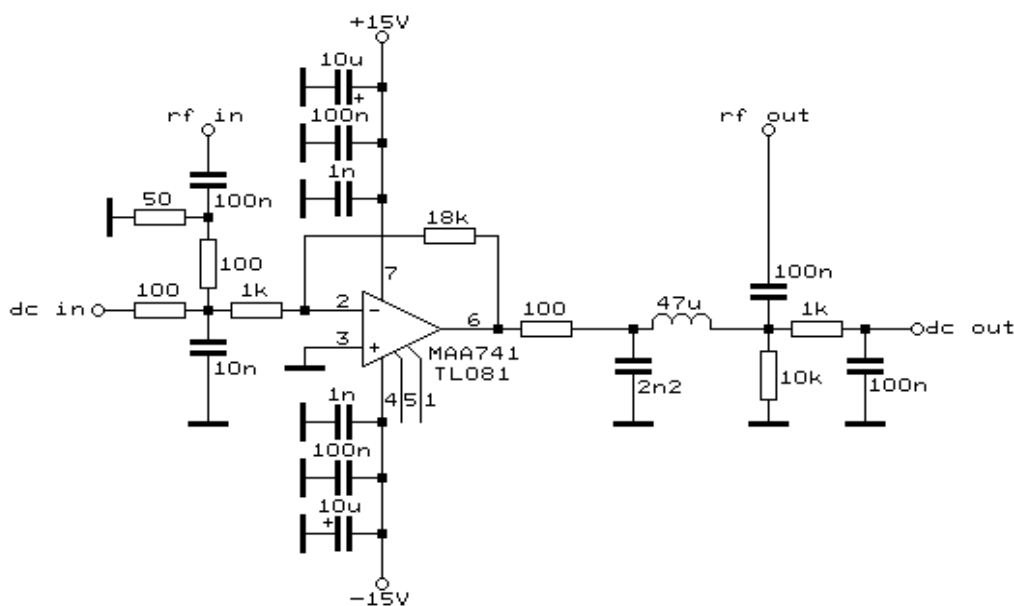 +15V
10u
+
100n
1n
rf in
100n
50
100
dc in
100
1k
10n
18k
7
2
-
3
+
6
MAA741
TL081
4
5
1
1n
100n
10u
+
-15V
100
2n2
47u
rf out
100n
1k
dc out
10k
100n